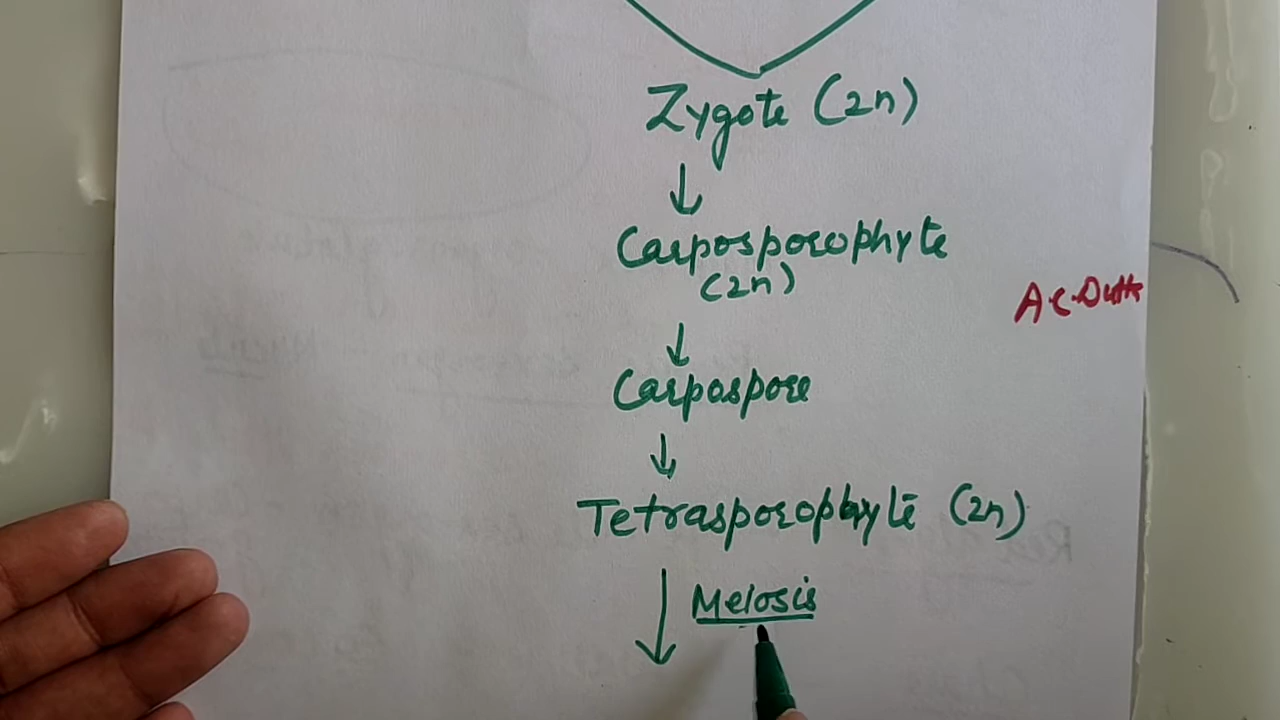 Zygote (2n)
↓
Carposporophyte
(2n)
↓
Carpospore
↓
Tetrasporophyte (2n)
↓ Meiosis
A C. Dutta